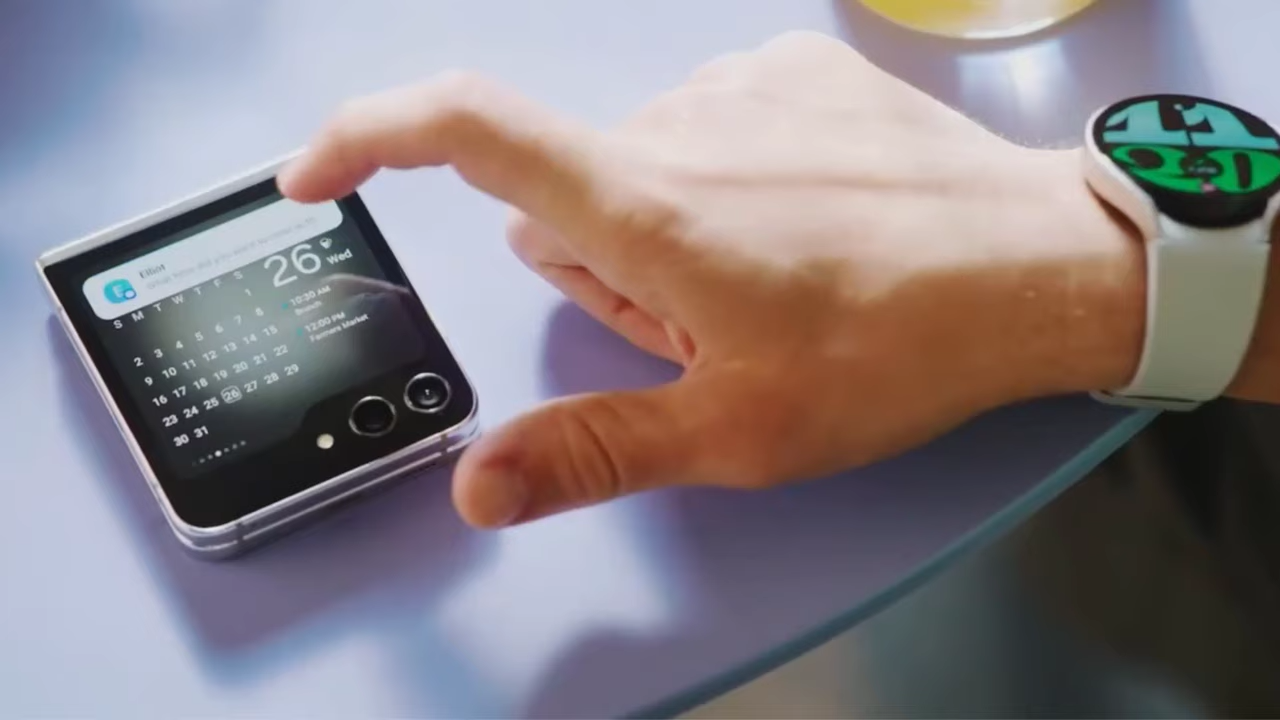 E
Elliot
S M T W T F S
1
2 3 4 5 6 7 8
9 10 11 12 13 14 15
16 17 18 19 20 21 22
23 24 25 26 27 28 29
30 31
26
Wed
10:30 AM
Brunch
12:00 PM
Farmers Market
11